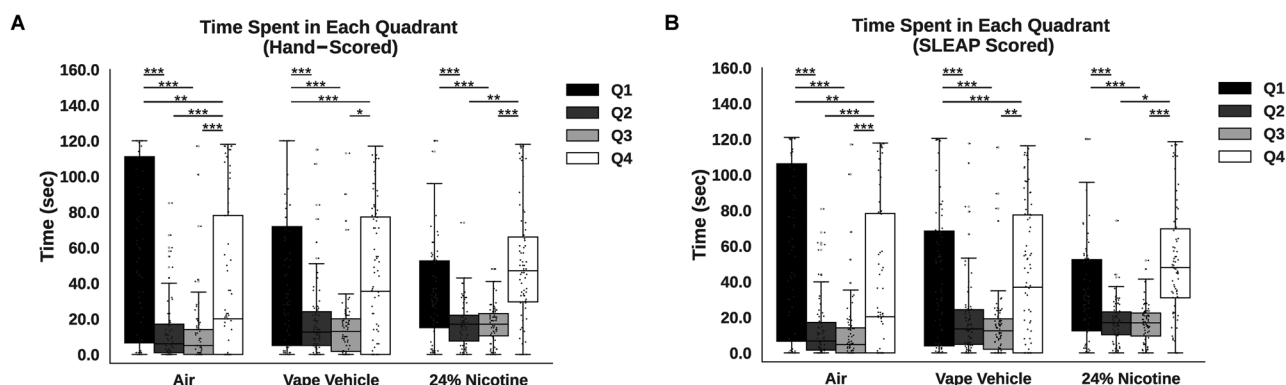 A
Time Spent in Each Quadrant
(Hand−Scored)
160.0
140.0
120.0
100.0
80.0
60.0
40.0
20.0
0.0
Time (sec)
***
***
**
***
***
***
***
***
*
***
***
**
***
Air
Vape Vehicle
24% Nicotine
Q1
Q2
Q3
Q4
B
Time Spent in Each Quadrant
(SLEAP Scored)
160.0
140.0
120.0
100.0
80.0
60.0
40.0
20.0
0.0
Time (sec)
***
***
**
***
***
***
***
***
**
***
***
*
***
Air
Vape Vehicle
24% Nicotine
Q1
Q2
Q3
Q4